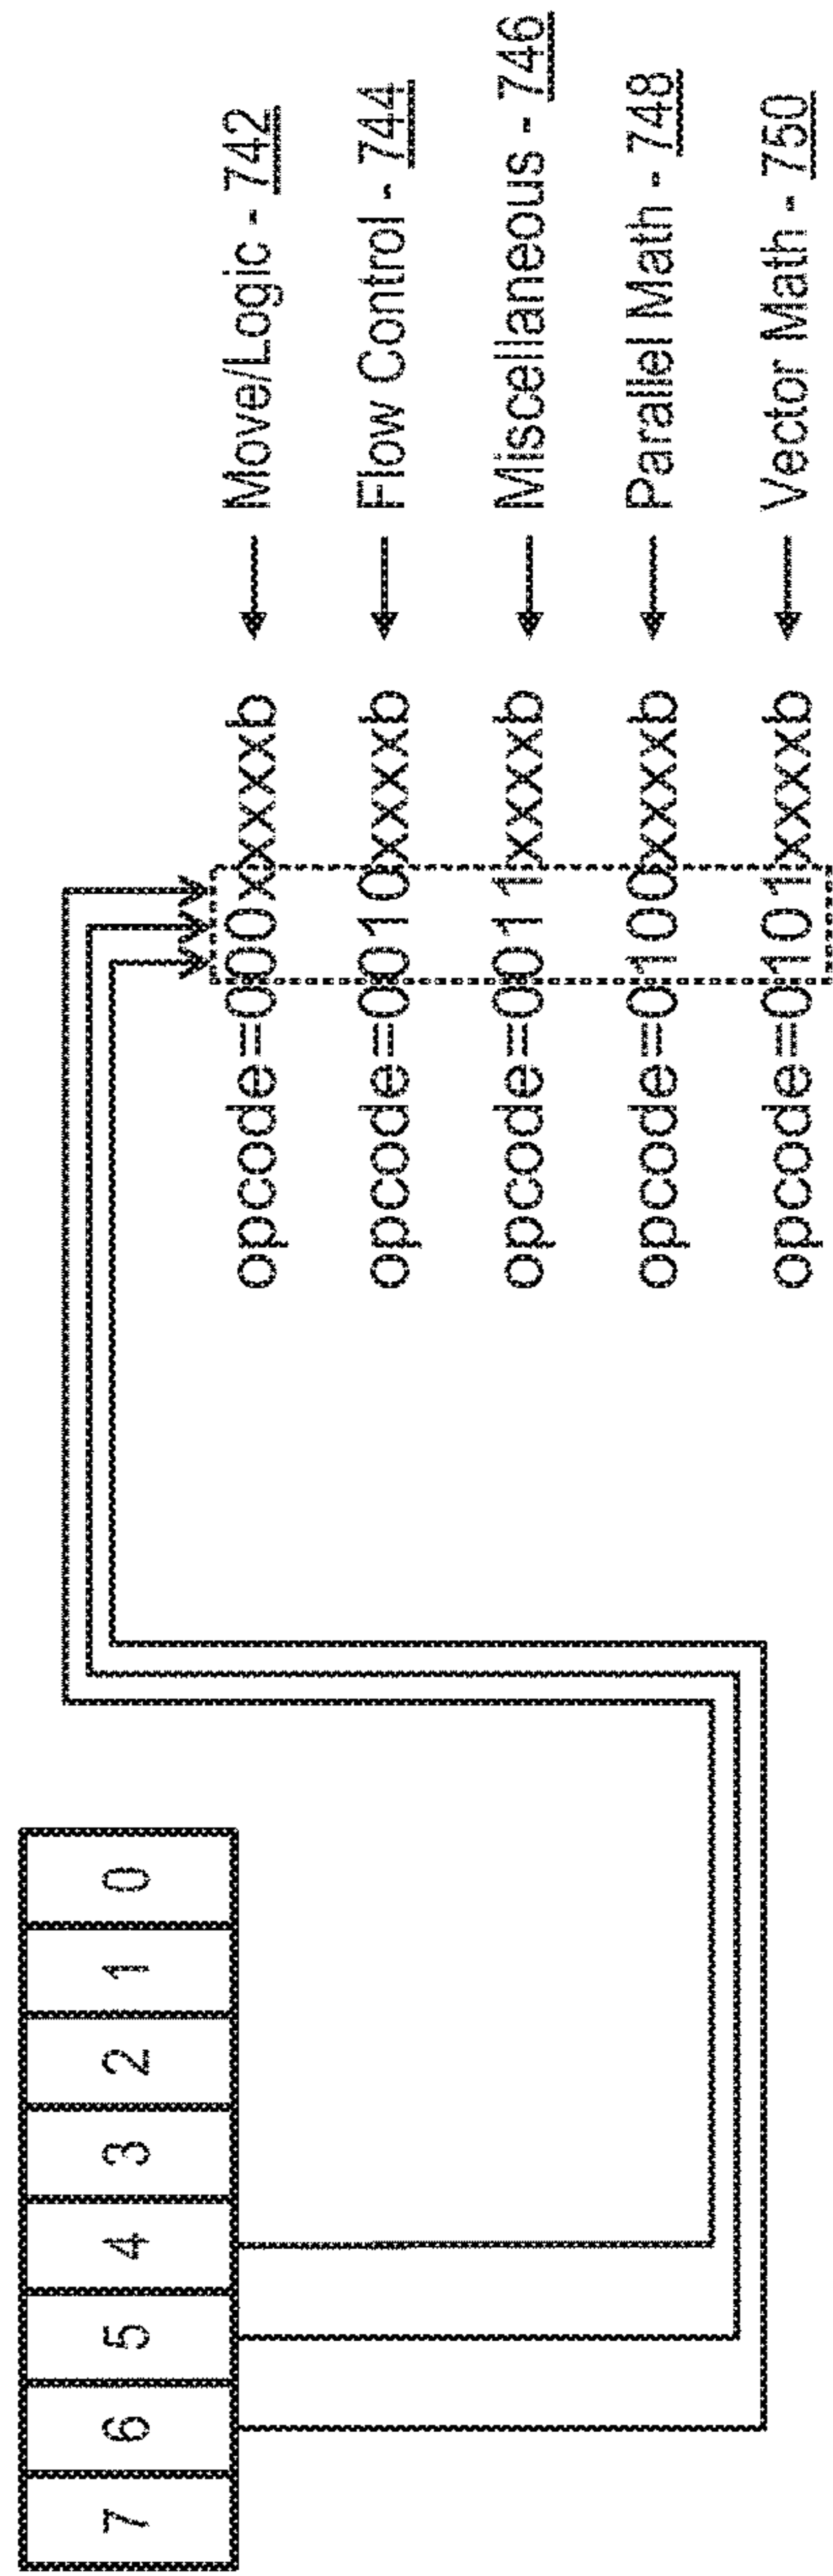 7 6 5 4 3 2 1 0
opcode=000xxxxxb ← Move/Logic - 742
opcode=0010xxxxb ← Flow Control - 744
opcode=0011xxxxb ← Miscellaneous - 746
opcode=0100xxxxb ← Parallel Math - 748
opcode=0101xxxxb ← Vector Math - 750